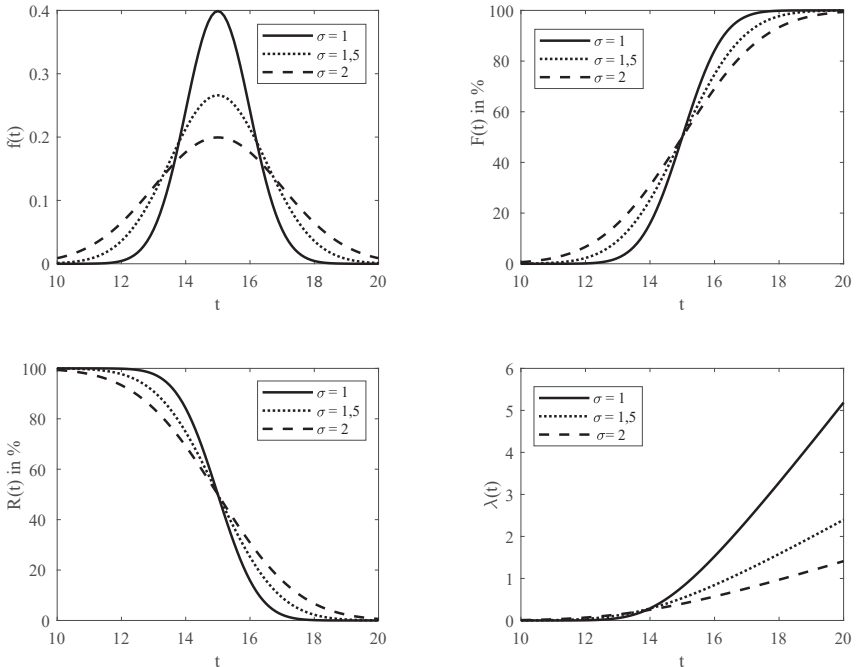 0.4
0.3
0.2
0.1
0
f(t)
10 12 14 16 18 20
t
σ = 1
σ = 1,5
σ = 2
100
80
60
40
20
0
F(t) in %
10 12 14 16 18 20
t
σ = 1
σ = 1,5
σ = 2
100
80
60
40
20
0
R(t) in %
10 12 14 16 18 20
t
σ = 1
σ = 1,5
σ = 2
6
5
4
3
2
1
0
λ(t)
10 12 14 16 18 20
t
σ = 1
σ = 1,5
σ = 2